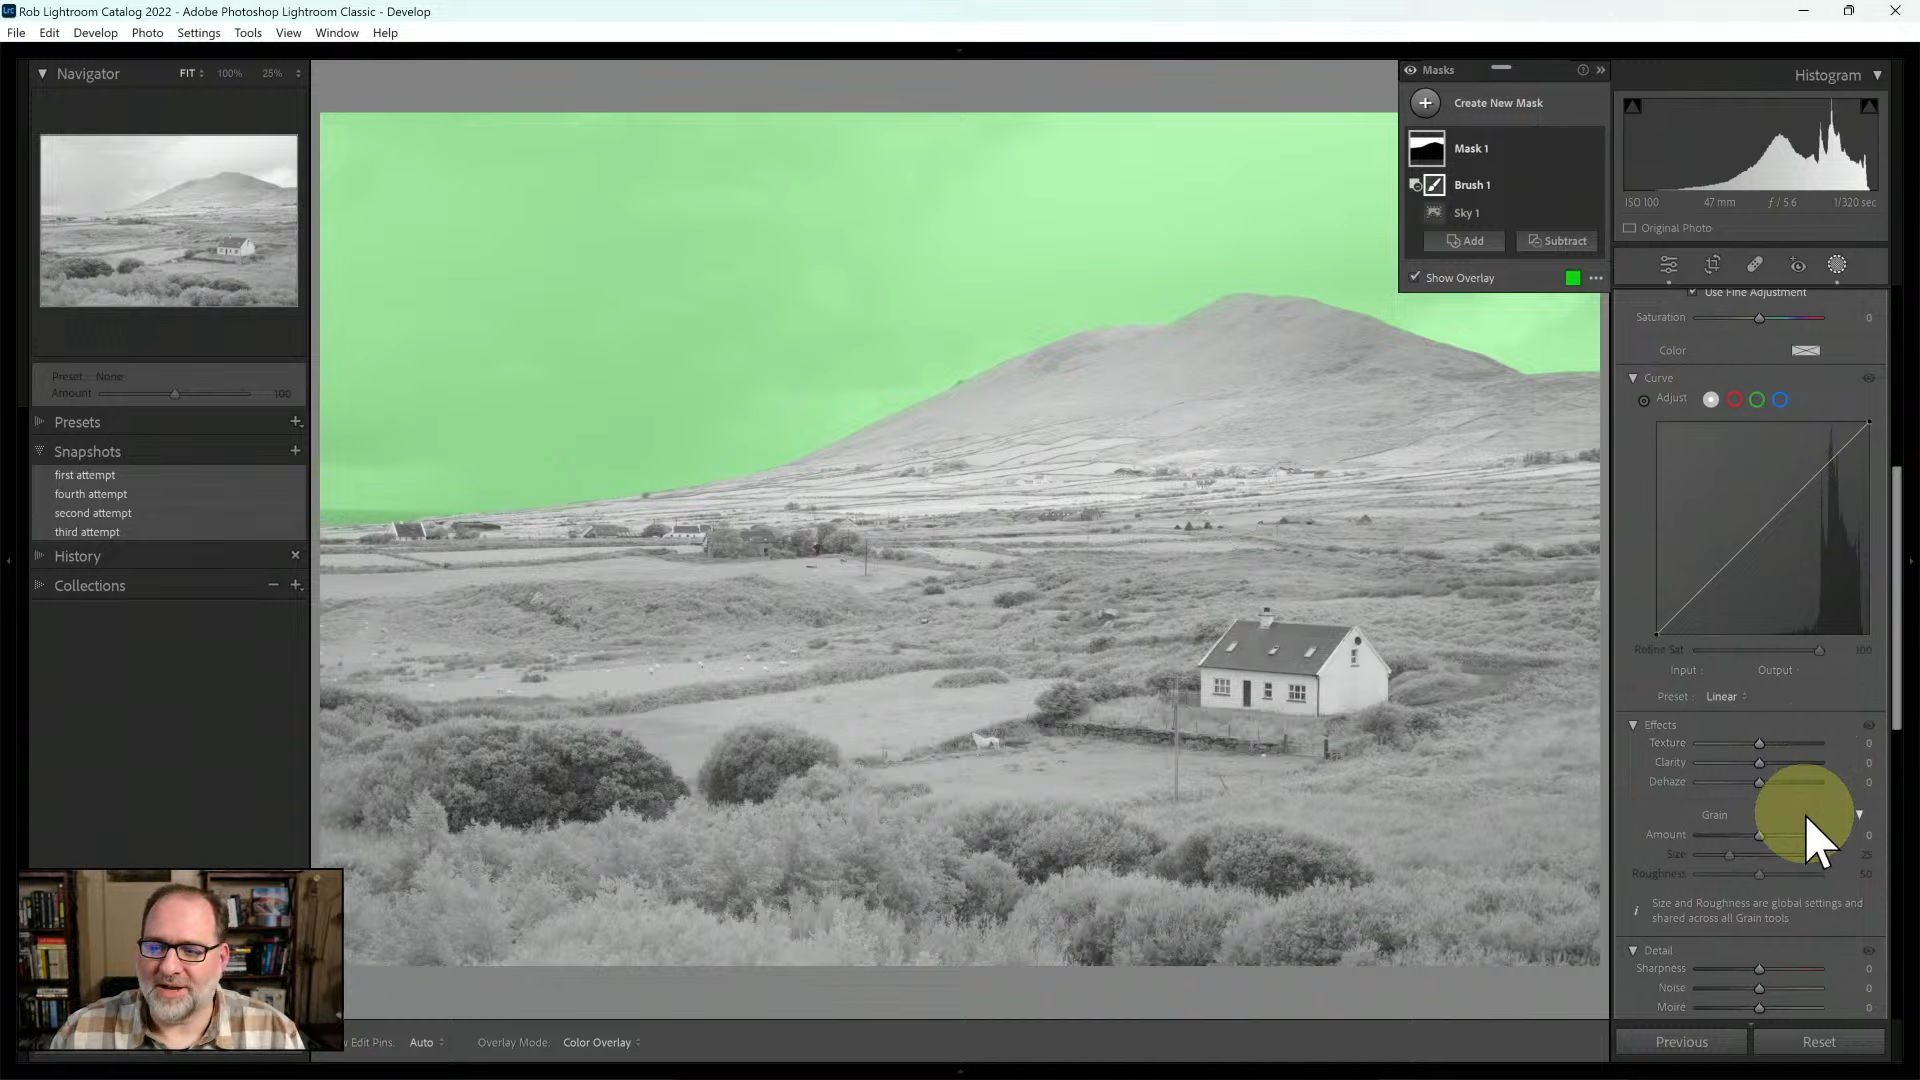 Rob Lightroom Catalog 2022 - Adobe Photoshop Lightroom Classic - Develop
File Edit Develop Photo Settings Tools View Window Help
Navigator FIT 100% 25%
Preset: None
Amount 100
Presets
Snapshots
first attempt
fourth attempt
second attempt
third attempt
History
Collections
Edit Pins: Auto Overlay Mode: Color Overlay
Masks
Create New Mask
Mask 1
Brush 1
Sky 1
Add Subtract
Show Overlay
Histogram
ISO 100 47 mm ƒ / 5.6 1/320 sec
Original Photo
Use Fine Adjustment
Saturation 0
Color
Curve
Adjust
Refine Sat 100
Input: Output:
Preset: Linear
Effects
Texture 0
Clarity 0
Dehaze 0
Grain
Amount 0
Size 25
Roughness 50
Size and Roughness are global settings and
shared across all Grain tools
Detail
Sharpness 0
Noise 0
Moiré 0
Previous Reset